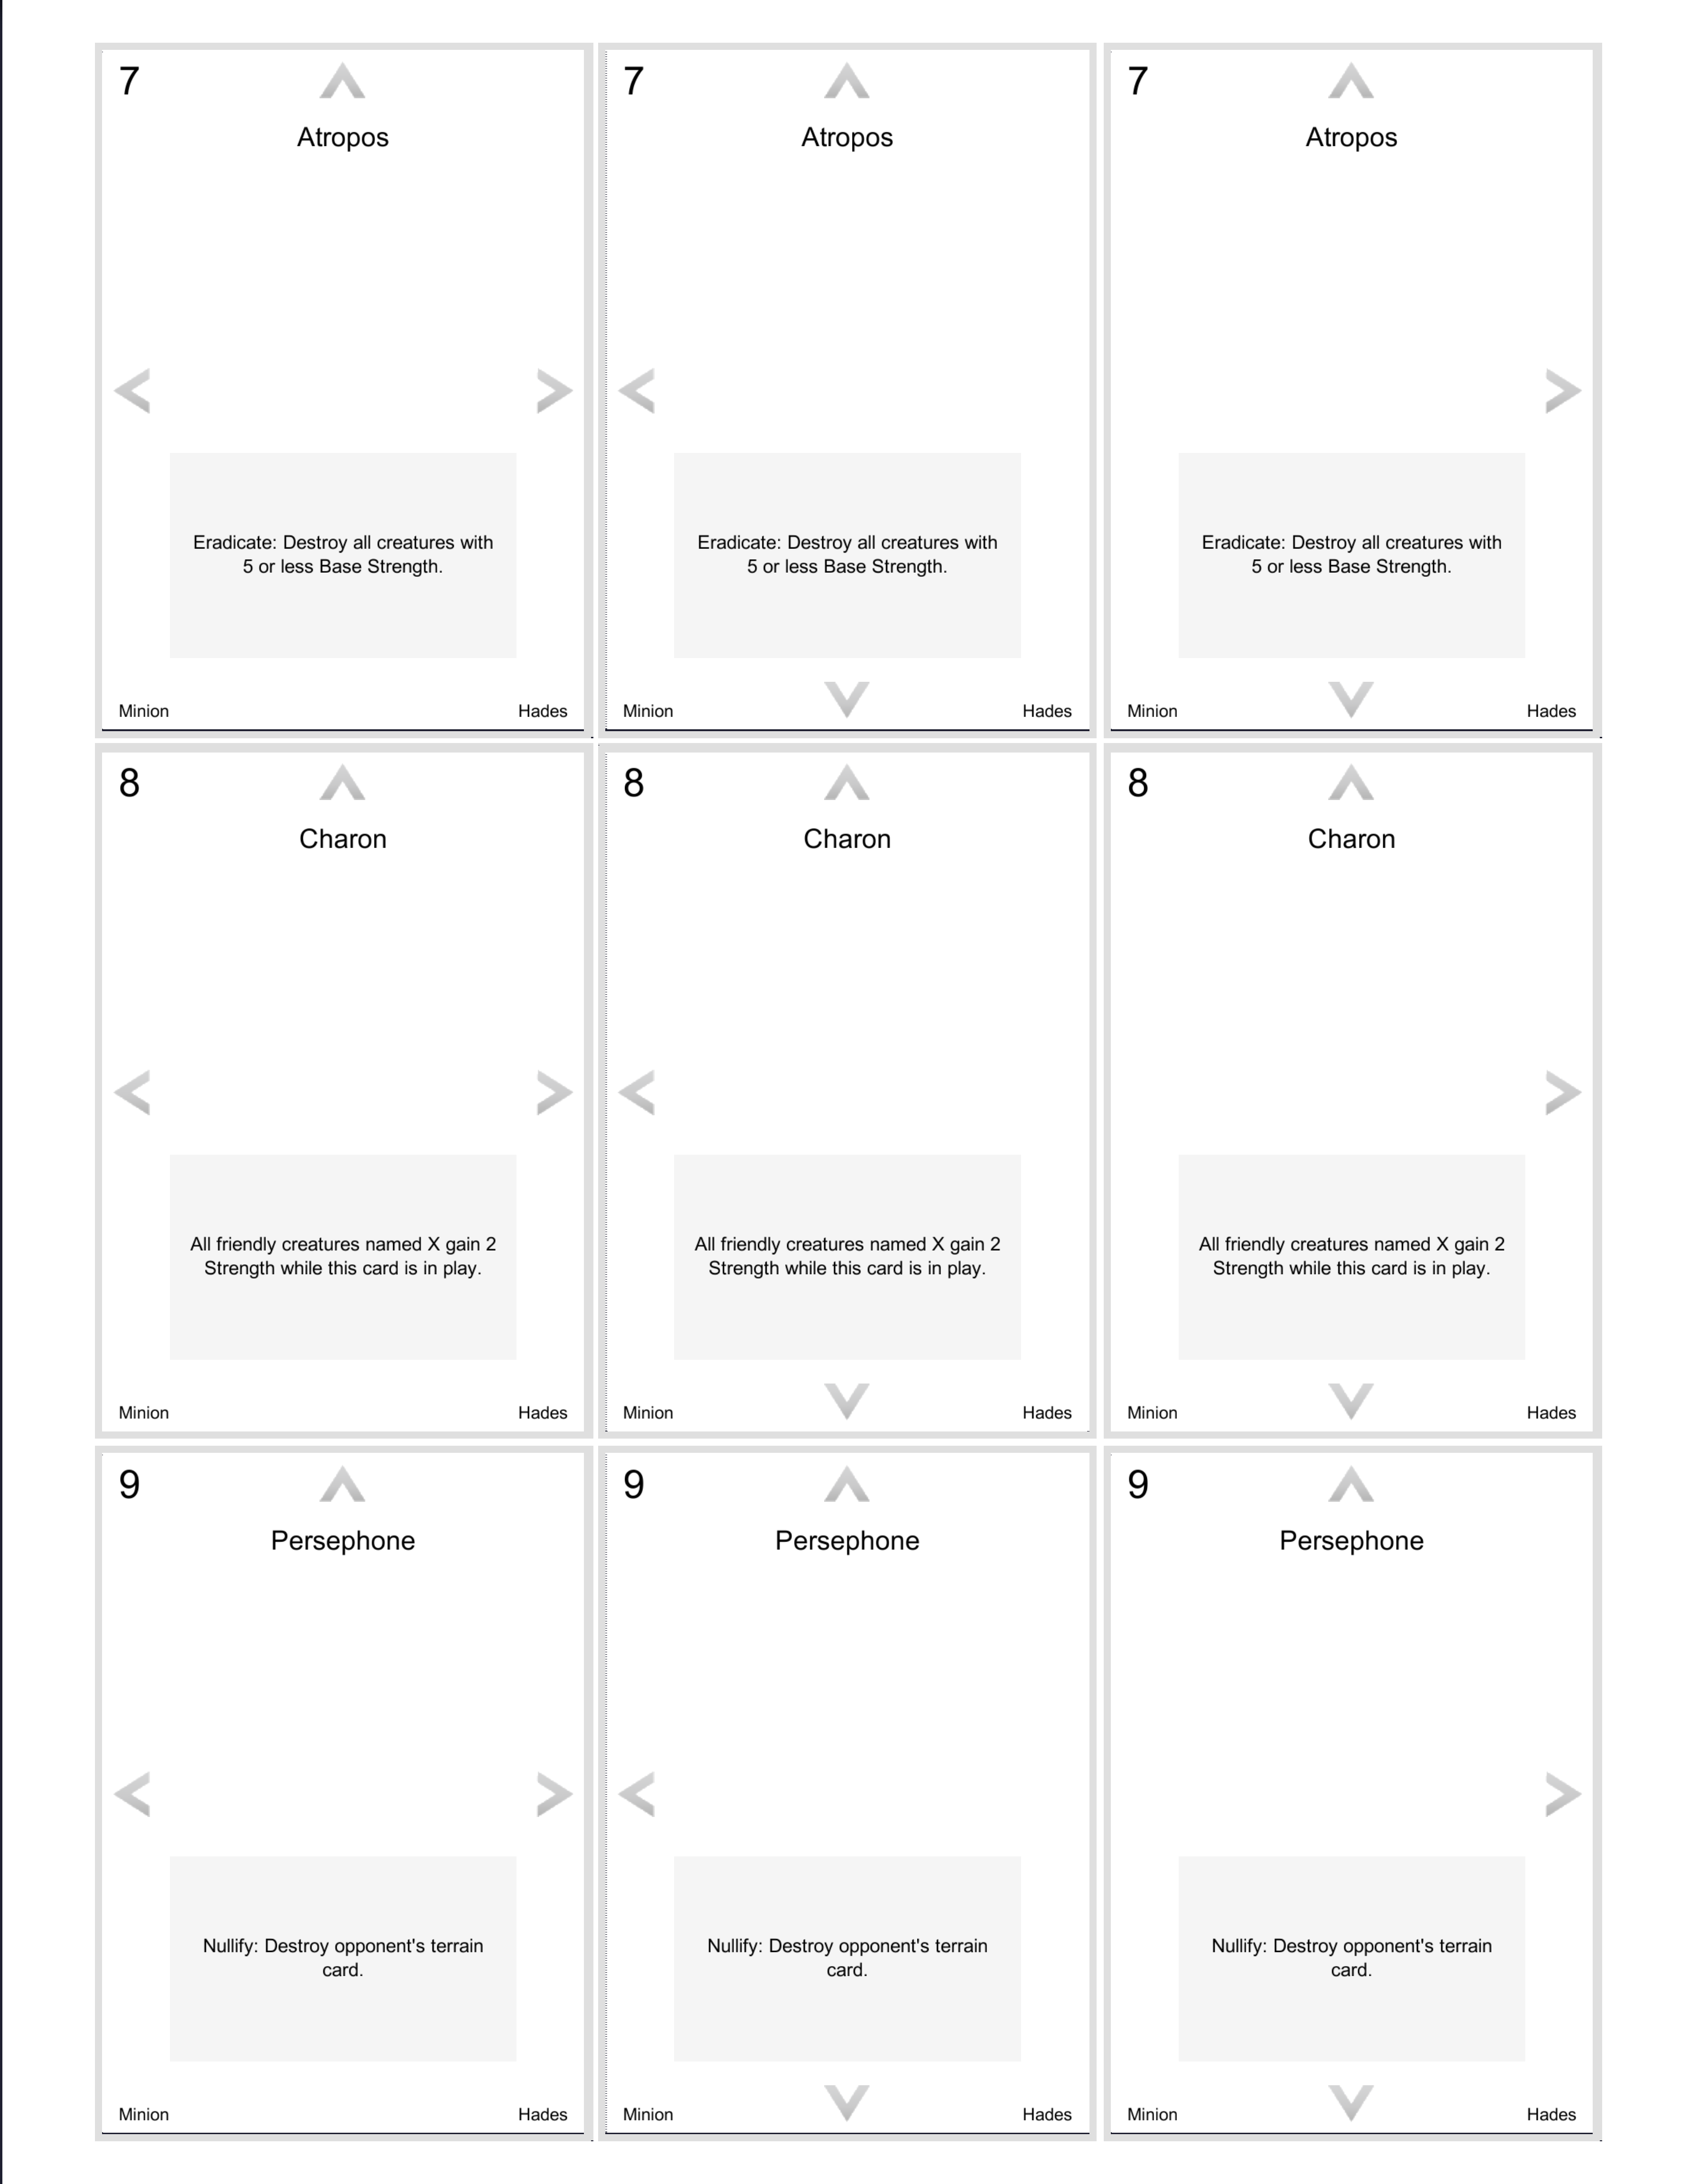 7
Atropos
Eradicate: Destroy all creatures with
5 or less Base Strength.
Minion Hades
7
Atropos
Eradicate: Destroy all creatures with
5 or less Base Strength.
Minion Hades
7
Atropos
Eradicate: Destroy all creatures with
5 or less Base Strength.
Minion Hades
8
Charon
All friendly creatures named X gain 2
Strength while this card is in play.
Minion Hades
8
Charon
All friendly creatures named X gain 2
Strength while this card is in play.
Minion Hades
8
Charon
All friendly creatures named X gain 2
Strength while this card is in play.
Minion Hades
9
Persephone
Nullify: Destroy opponent's terrain
card.
Minion Hades
9
Persephone
Nullify: Destroy opponent's terrain
card.
Minion Hades
9
Persephone
Nullify: Destroy opponent's terrain
card.
Minion Hades